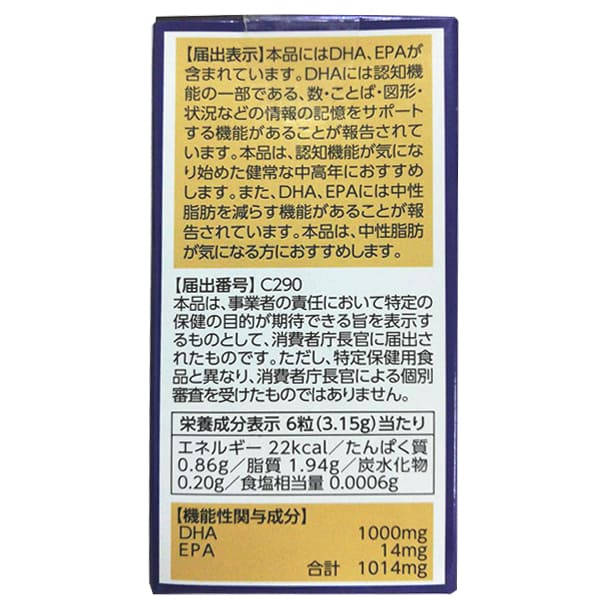 【届出表示】本品にはDHA、EPAが
含まれています。DHAには認知機
能の一部である、数・ことば・図形・
状況などの情報の記憶をサポート
する機能があることが報告されて
います。本品は、認知機能が気にな
り始めた健常な中高年におすすめ
します。また、DHA、EPAには中性
脂肪を減らす機能があることが報
告されています。本品は、中性脂肪
が気になる方におすすめします。
【届出番号】C290
本品は、事業者の責任において特定の
保健の目的が期待できる旨を表示す
るものとして、消費者庁長官に届出さ
れたものです。ただし、特定保健用食
品と異なり、消費者庁長官による個別
審査を受けたものではありません。
栄養成分表示 6粒(3.15g)当たり
エネルギー 22kcal/たんぱく質
0.86g/脂質 1.94g/炭水化物
0.20g/食塩相当量 0.0006g
【機能性関与成分】
DHA 1000mg
EPA 14mg
合計 1014mg